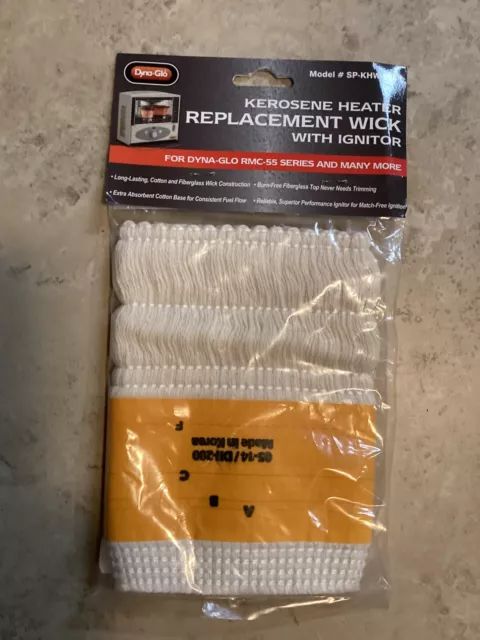 Dyna-Glo
Model # SP-KHW
KEROSENE HEATER
REPLACEMENT WICK
WITH IGNITOR
FOR DYNA-GLO RMC-55 SERIES AND MANY MORE
• Long-Lasting, Cotton and Fiberglass Wick Construction • Burn-Free Fiberglass Top Never Needs Trimming
• Extra Absorbent Cotton Base for Consistent Fuel Flow • Reliable, Superior Performance Ignitor for Match-Free Ignition
A
B
C
65-14 / DH-200
Made in Korea
F